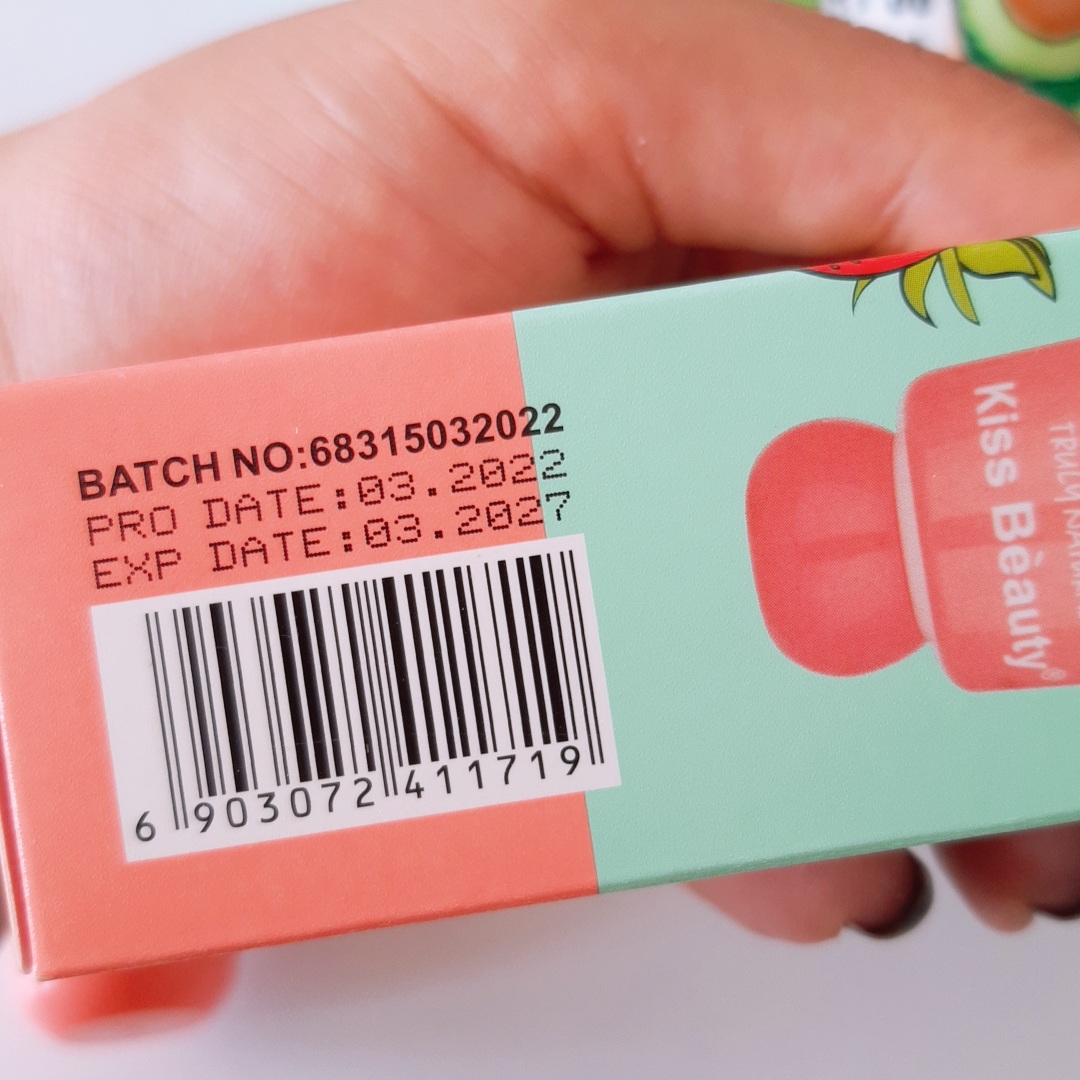 BATCH NO:68315032022
PRO DATE:03.2022
EXP DATE:03.2027
6 903072 411719
Kiss Beauty®